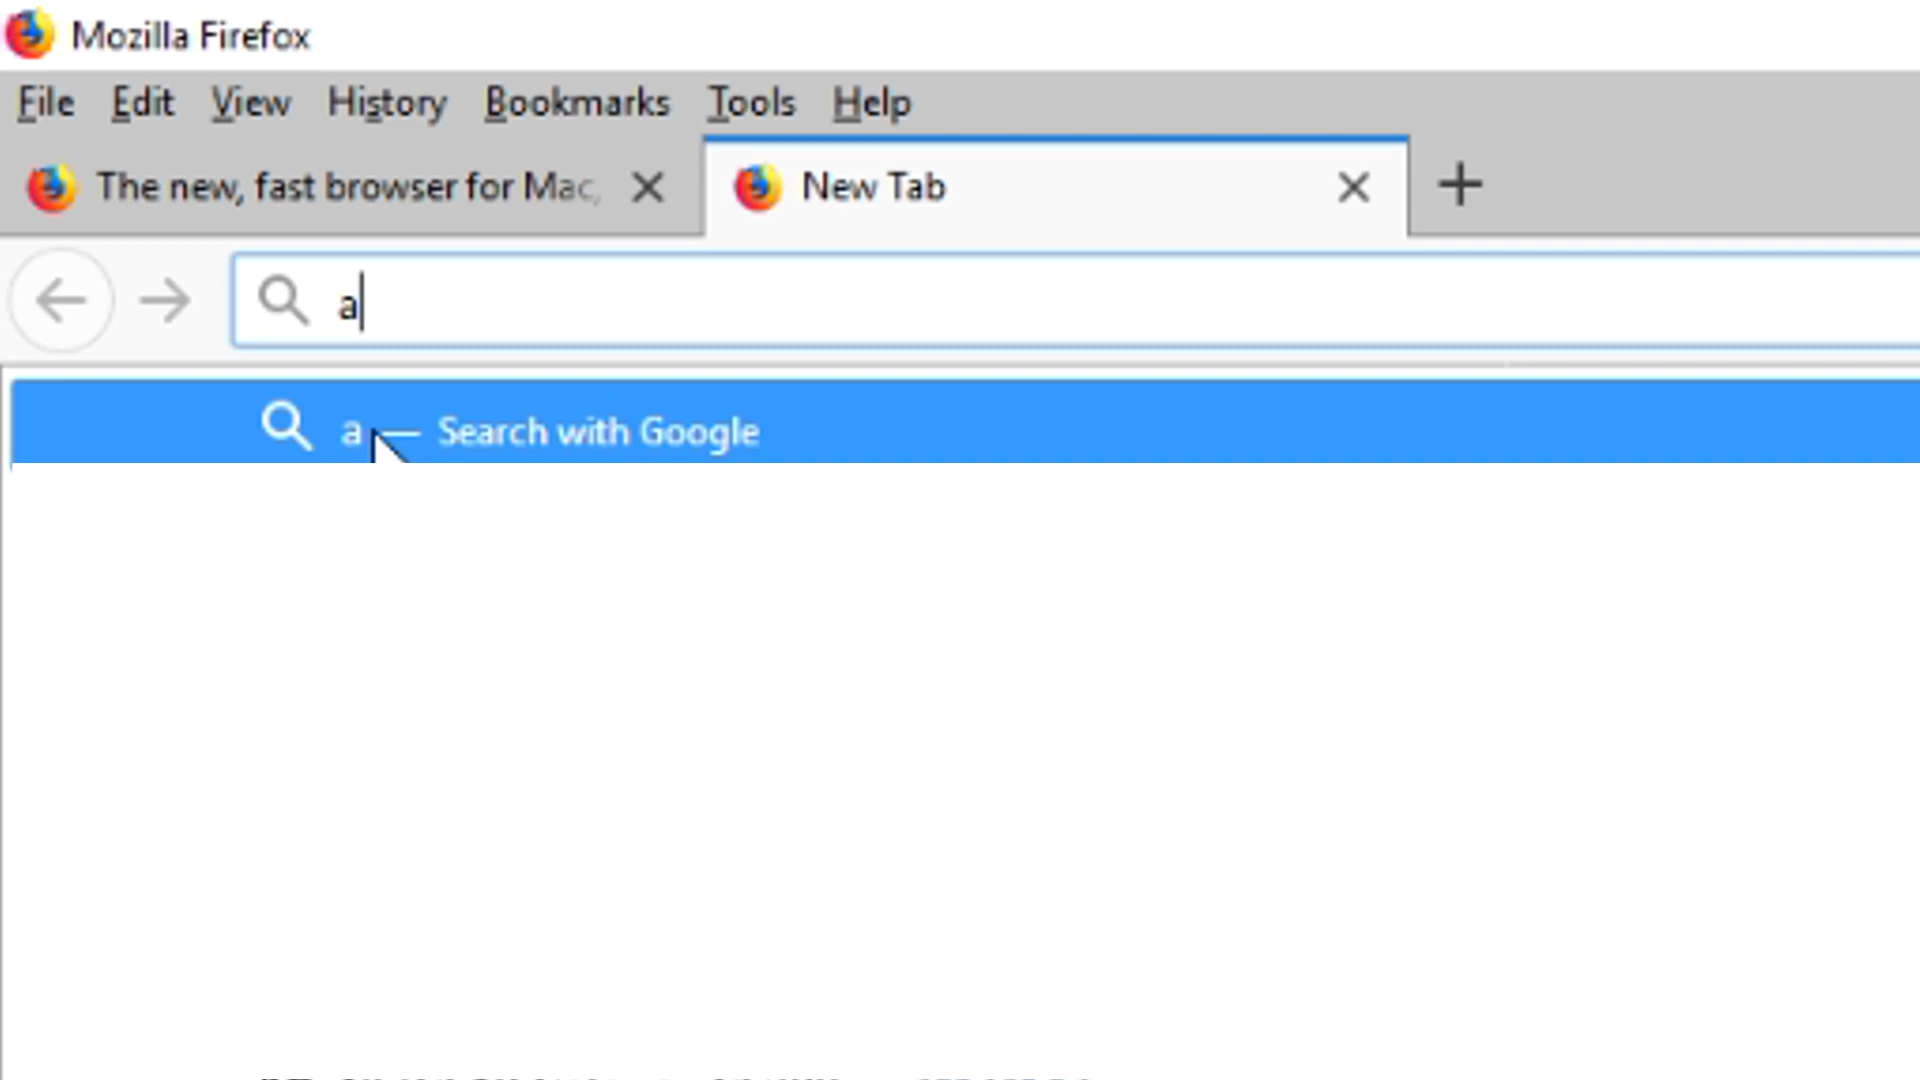 Mozilla Firefox
File Edit View History Bookmarks Tools Help
The new, fast browser for Mac, New Tab
a
a — Search with Google